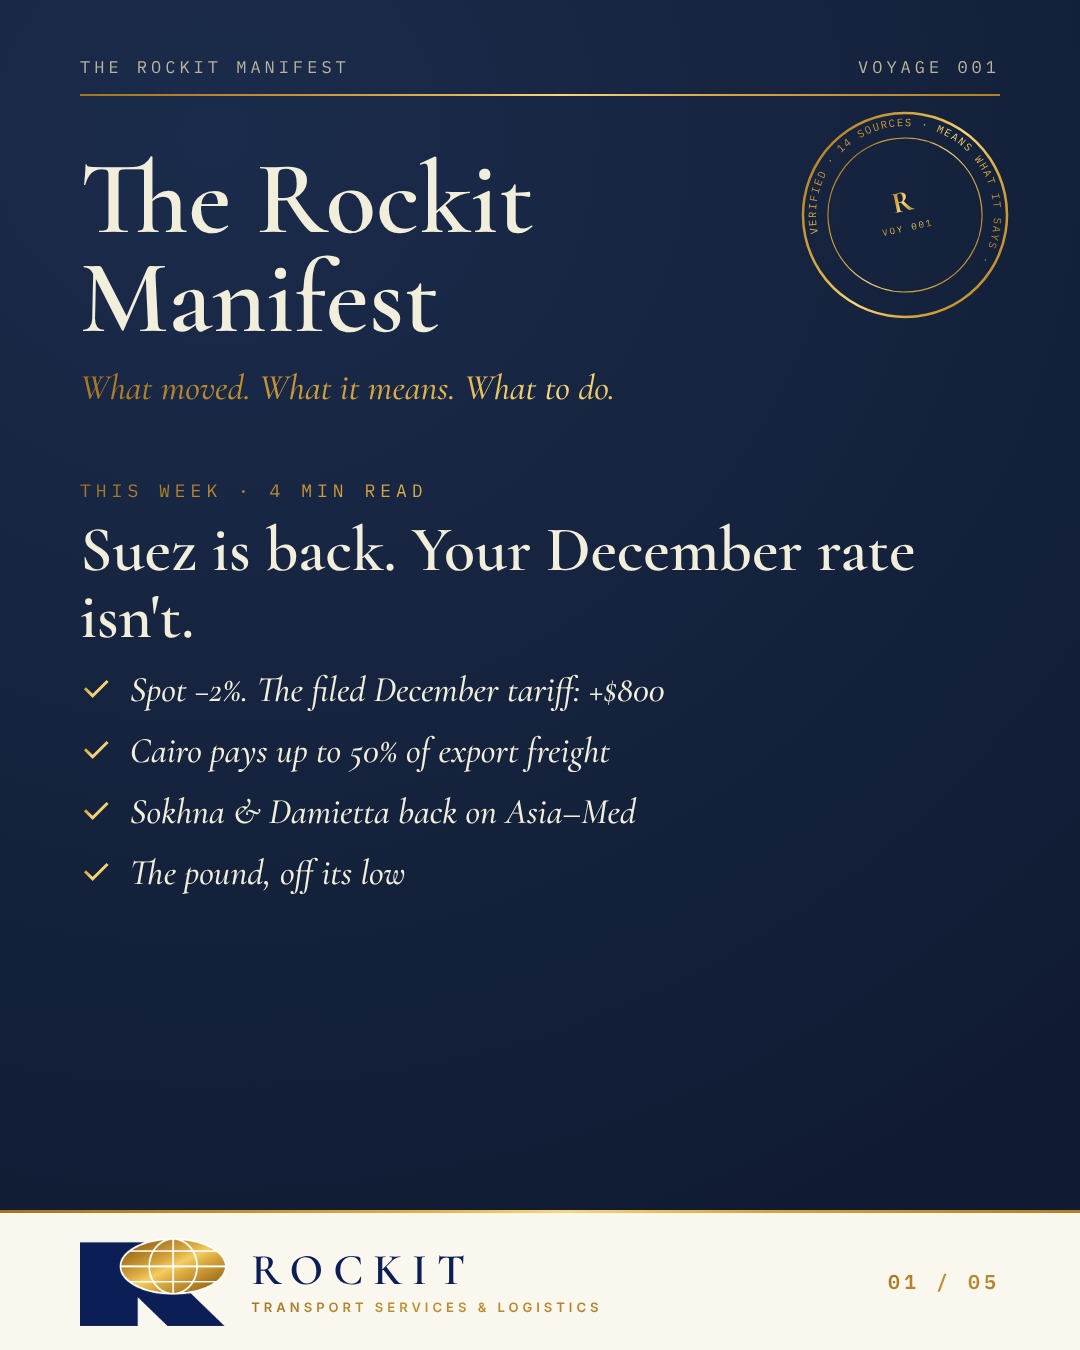 THE ROCKIT MANIFEST
VOYAGE 001
VERIFIED · 14 SOURCES · MEANS WHAT IT SAYS ·
R
VOY 001
The Rockit
Manifest
What moved. What it means. What to do.
THIS WEEK · 4 MIN READ
Suez is back. Your December rate
isn't.
Spot −2%. The filed December tariff: +$800
Cairo pays up to 50% of export freight
Sokhna & Damietta back on Asia–Med
The pound, off its low
ROCKIT
TRANSPORT SERVICES & LOGISTICS
01 / 05